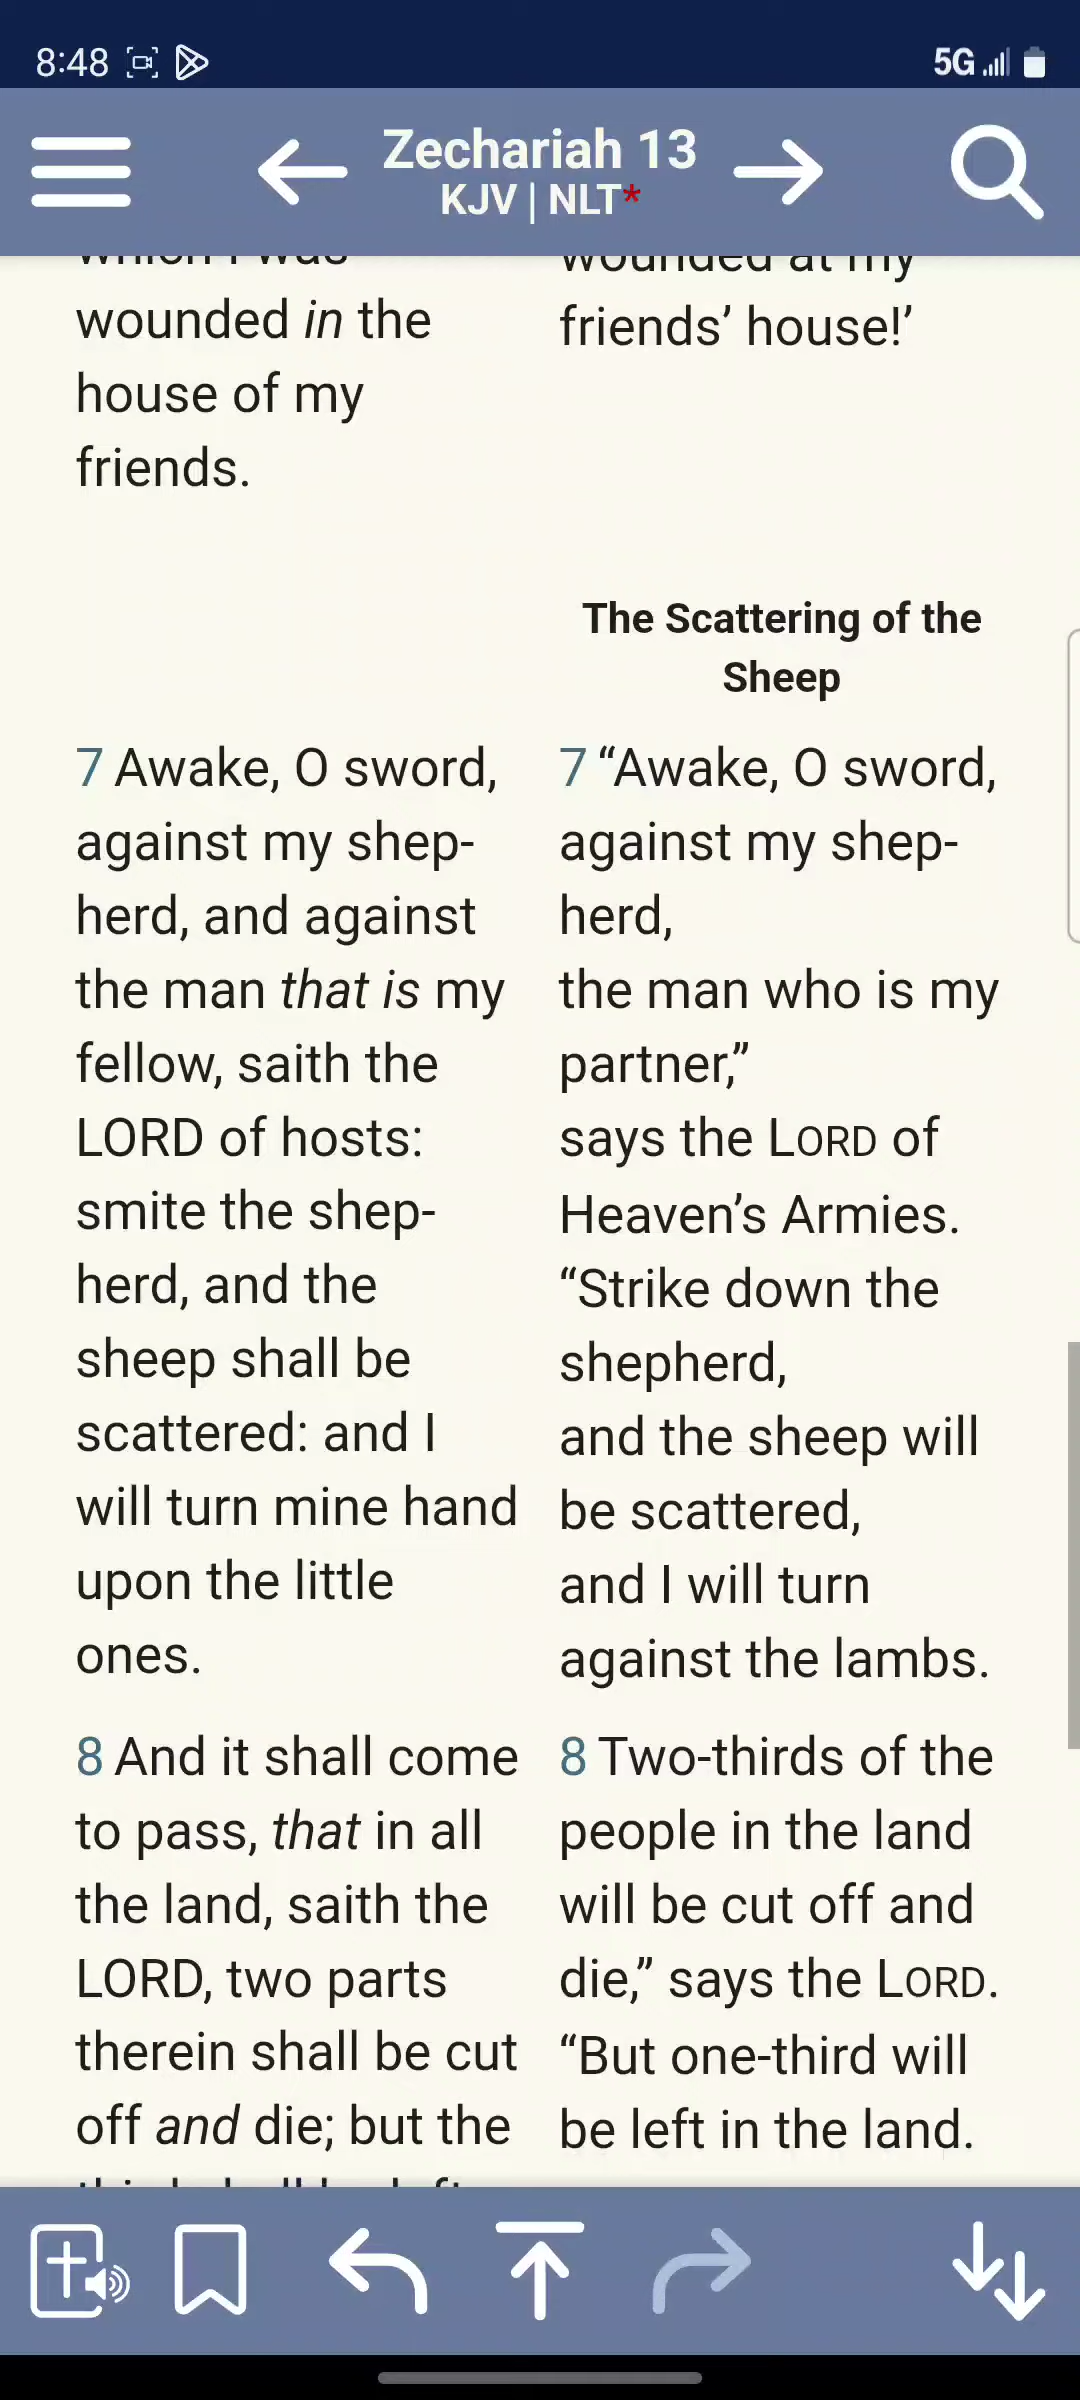 8:48
5G
Zechariah 13
KJV | NLT*
which I was
wounded in the
house of my
friends.
wounded at my
friends’ house!’
The Scattering of the
Sheep
7 Awake, O sword,
against my shep-
herd, and against
the man that is my
fellow, saith the
LORD of hosts:
smite the shep-
herd, and the
sheep shall be
scattered: and I
will turn mine hand
upon the little
ones.
7 “Awake, O sword,
against my shep-
herd,
the man who is my
partner,”
says the LORD of
Heaven’s Armies.
“Strike down the
shepherd,
and the sheep will
be scattered,
and I will turn
against the lambs.
8 And it shall come
to pass, that in all
the land, saith the
LORD, two parts
therein shall be cut
off and die; but the
8 Two-thirds of the
people in the land
will be cut off and
die,” says the LORD.
“But one-third will
be left in the land.